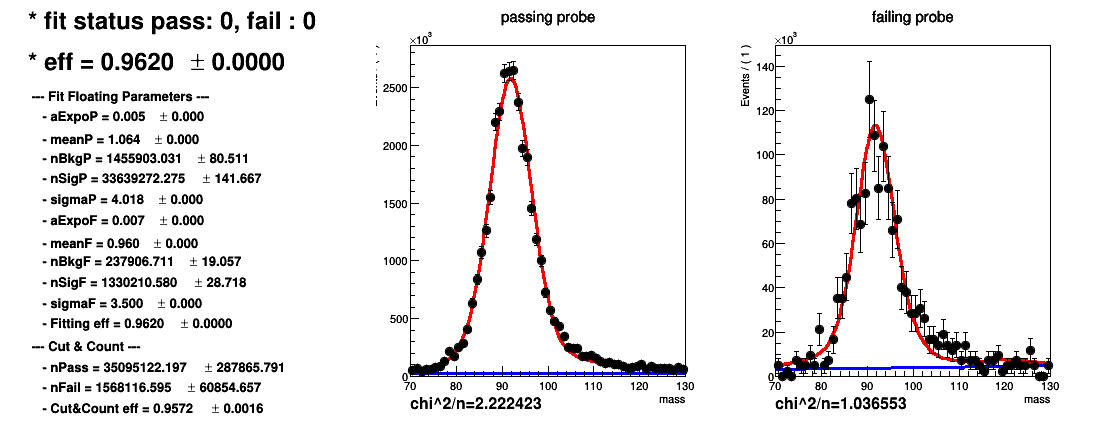 * fit status pass: 0, fail : 0
* eff = 0.9620 ± 0.0000
--- Fit Floating Parameters ---
- aExpoP = 0.005 ± 0.000
- meanP = 1.064 ± 0.000
- nBkgP = 1455903.031 ± 80.511
- nSigP = 33639272.275 ± 141.667
- sigmaP = 4.018 ± 0.000
- aExpoF = 0.007 ± 0.000
- meanF = 0.960 ± 0.000
- nBkgF = 237906.711 ± 19.057
- nSigF = 1330210.580 ± 28.718
- sigmaF = 3.500 ± 0.000
- Fitting eff = 0.9620 ± 0.0000
--- Cut & Count ---
- nPass = 35095122.197 ± 287865.791
- nFail = 1568116.595 ± 60854.657
- Cut&Count eff = 0.9572 ± 0.0016
passing probe
×10³
2500
2000
1500
1000
500
0
70 80 90 100 110 120 130
mass
chi^2/n=2.222423
failing probe
×10³
Events / ( 1 )
140
120
100
80
60
40
20
0
70 80 90 100 110 120 130
mass
chi^2/n=1.036553